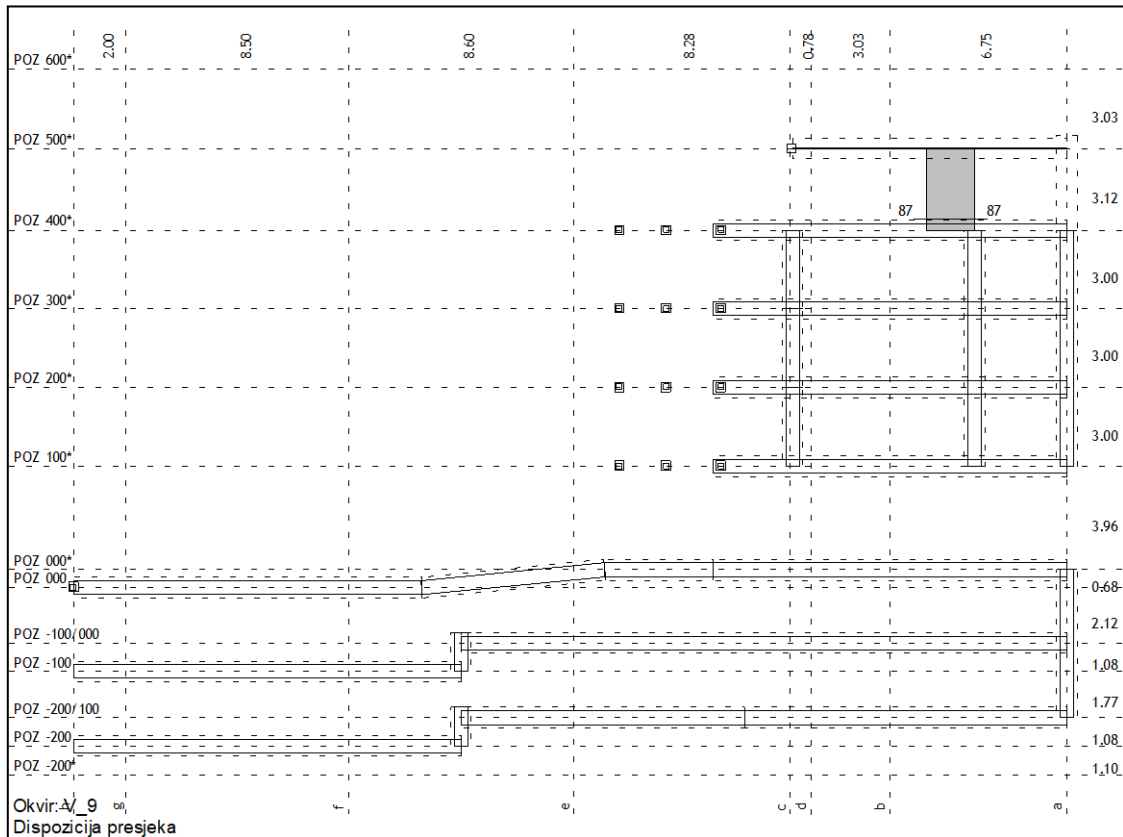 2.00 8.50 8.60 8.28 0.78 3.03 6.75
POZ 600*
3.03
POZ 500*
3.12
87 87
POZ 400*
3.00
POZ 300*
3.00
POZ 200*
3.00
POZ 100*
3.96
POZ 000*
POZ 000
0.68
2.12
POZ -100/000
POZ -100
1.08
1.77
POZ -200/100
POZ -200
1.08
POZ -200*
1.10
g f e c d b a
Okvir: V_9
Dispozicija presjeka